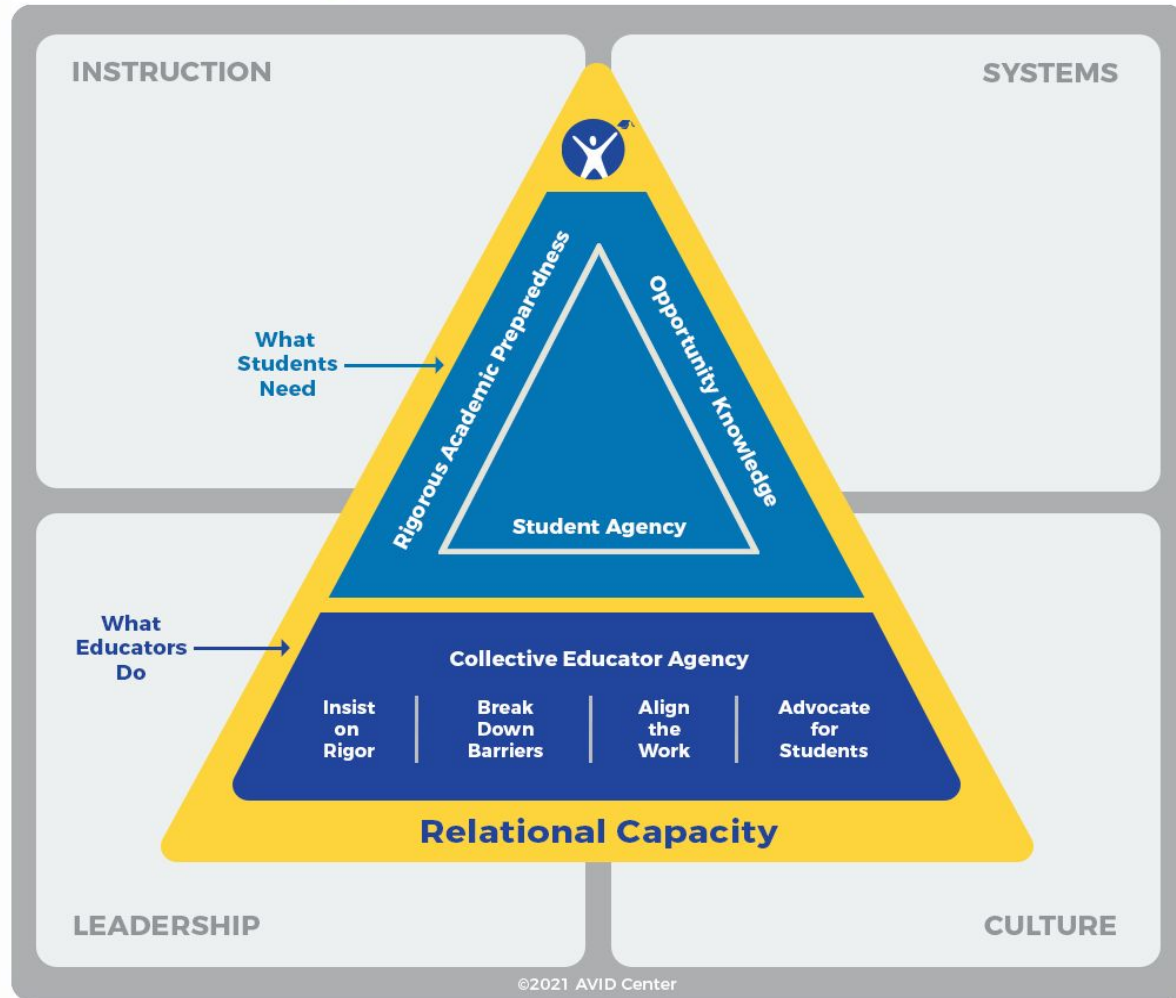 INSTRUCTION
SYSTEMS
Rigorous Academic Preparedness
Opportunity Knowledge
What
Students
Need
Student Agency
What
Educators
Do
Collective Educator Agency
Insist
on
Rigor
Break
Down
Barriers
Align
the
Work
Advocate
for
Students
Relational Capacity
LEADERSHIP
CULTURE
©2021 AVID Center